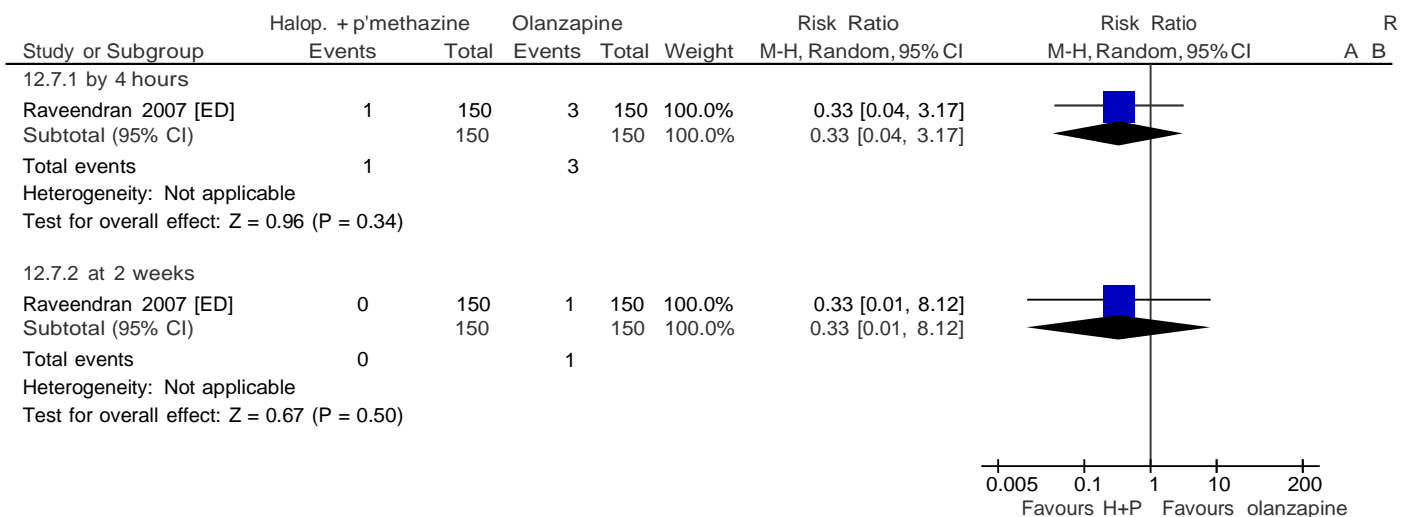 Halop. + p'methazine Olanzapine Risk Ratio Risk Ratio R
Study or Subgroup Events Total Events Total Weight M-H, Random, 95% CI M-H, Random, 95% CI A B
12.7.1 by 4 hours
Raveendran 2007 [ED] 1 150 3 150 100.0% 0.33 [0.04, 3.17]
Subtotal (95% CI) 150 150 100.0% 0.33 [0.04, 3.17]
Total events 1 3
Heterogeneity: Not applicable
Test for overall effect: Z = 0.96 (P = 0.34)
12.7.2 at 2 weeks
Raveendran 2007 [ED] 0 150 1 150 100.0% 0.33 [0.01, 8.12]
Subtotal (95% CI) 150 150 100.0% 0.33 [0.01, 8.12]
Total events 0 1
Heterogeneity: Not applicable
Test for overall effect: Z = 0.67 (P = 0.50)
0.005 0.1 1 10 200
Favours H+P Favours olanzapine